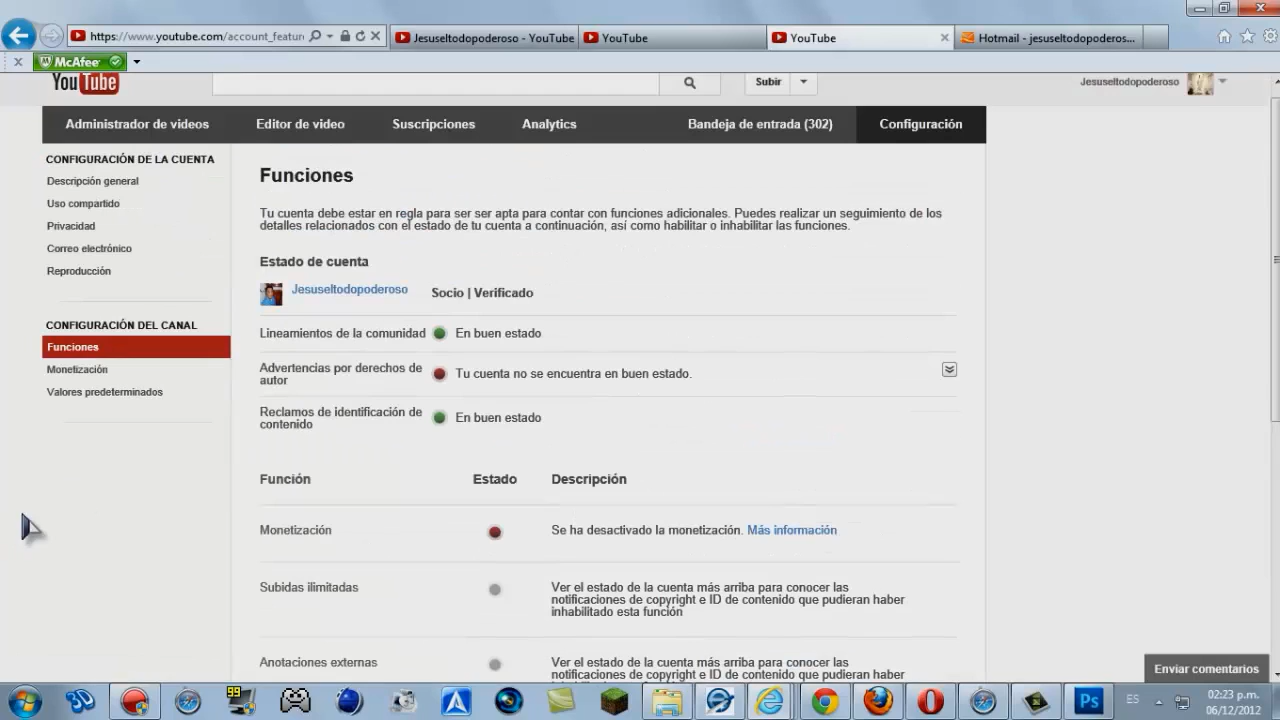 https://www.youtube.com/account_featur
Jesuseltodopoderoso - YouTube
YouTube
YouTube
Hotmail - jesuseltodopoderos...
McAfee
YouTube
Subir
Jesuseltodopoderoso
Administrador de videos
Editor de video
Suscripciones
Analytics
Bandeja de entrada (302)
Configuración
CONFIGURACIÓN DE LA CUENTA
Descripción general
Uso compartido
Privacidad
Correo electrónico
Reproducción
CONFIGURACIÓN DEL CANAL
Funciones
Monetización
Valores predeterminados
Funciones
Tu cuenta debe estar en regla para ser ser apta para contar con funciones adicionales. Puedes realizar un seguimiento de los
detalles relacionados con el estado de tu cuenta a continuación, así como habilitar o inhabilitar las funciones.
Estado de cuenta
Jesuseltodopoderoso
Socio | Verificado
Lineamientos de la comunidad
En buen estado
Advertencias por derechos de
autor
Tu cuenta no se encuentra en buen estado.
Reclamos de identificación de
contenido
En buen estado
Función
Estado
Descripción
Monetización
Se ha desactivado la monetización. Más información
Subidas ilimitadas
Ver el estado de la cuenta más arriba para conocer las
notificaciones de copyright e ID de contenido que pudieran haber
inhabilitado esta función
Anotaciones externas
Ver el estado de la cuenta más arriba para conocer las
notificaciones de copyright e ID de contenido que pudieran haber
Enviar comentarios
99
Ps
ES
02:23 p.m.
06/12/2012